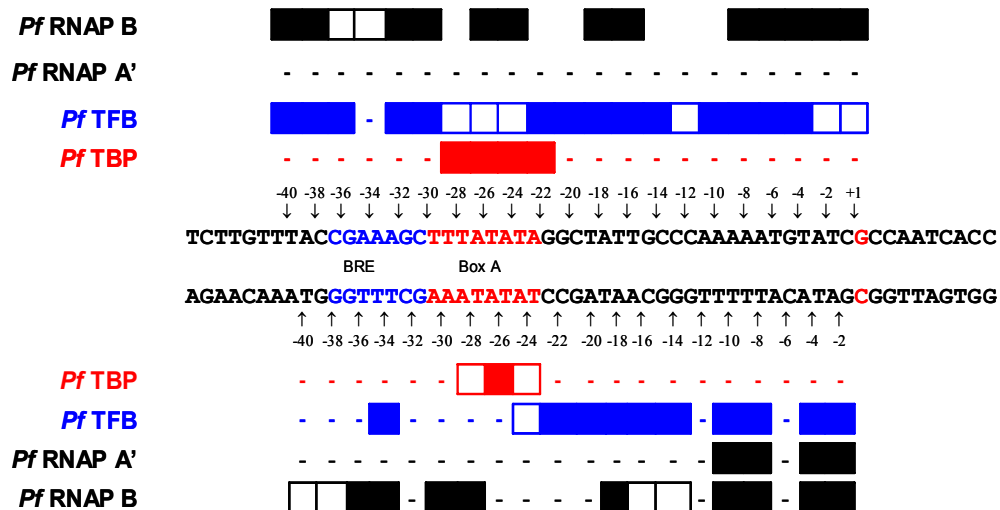 Pf RNAP B
Pf RNAP A’
Pf TFB
Pf TBP
-40 -38 -36 -34 -32 -30 -28 -26 -24 -22 -20 -18 -16 -14 -12 -10 -8 -6 -4 -2 +1
TCTTGTTTACCGAAAGCTTTATATAGGCTATTGCCCAAAAATGTATCGCCAATCACC
BRE Box A
AGAACAAATGGGTTTCGAAATATATCCGATAACGGGTTTTTACATAGCGGTTAGTGG
-40 -38 -36 -34 -32 -30 -28 -26 -24 -22 -20 -18 -16 -14 -12 -10 -8 -6 -4 -2
Pf TBP
Pf TFB
Pf RNAP A’
Pf RNAP B